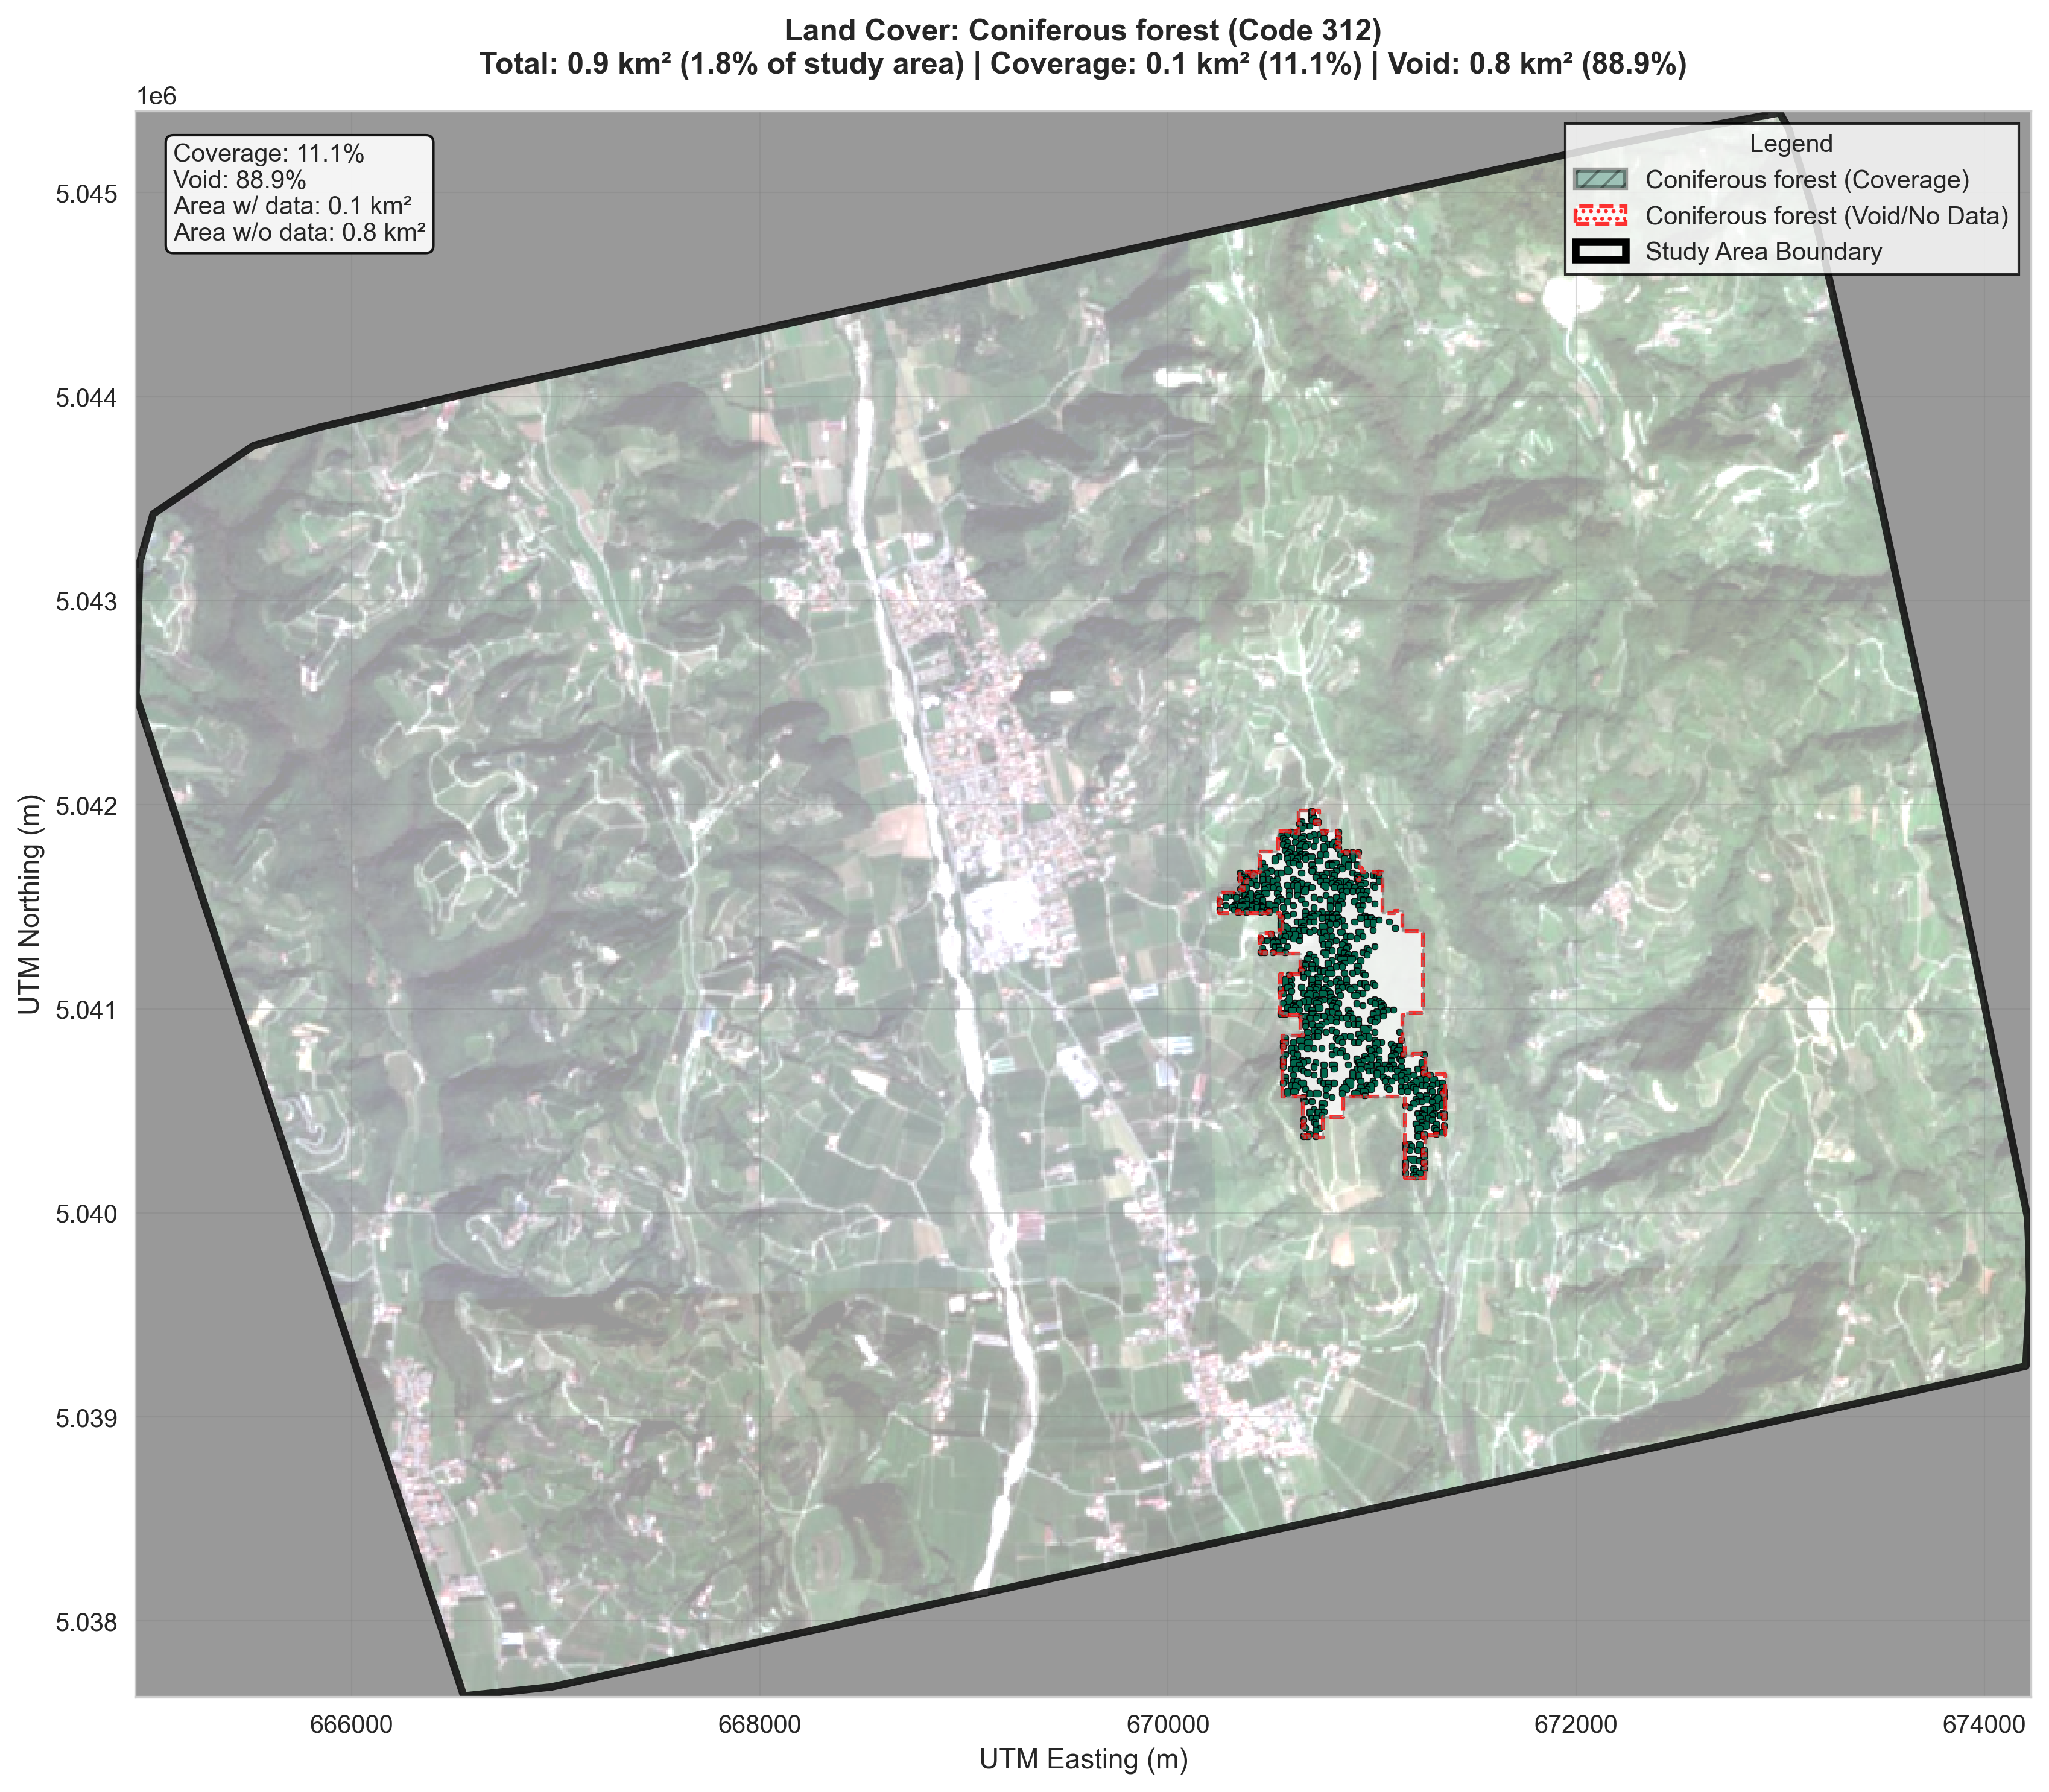 Land Cover: Coniferous forest (Code 312)
Total: 0.9 km² (1.8% of study area) | Coverage: 0.1 km² (11.1%) | Void: 0.8 km² (88.9%)
1e6
Coverage: 11.1%
Void: 88.9%
Area w/ data: 0.1 km²
Area w/o data: 0.8 km²
Legend
Coniferous forest (Coverage)
Coniferous forest (Void/No Data)
Study Area Boundary
5.045
5.044
5.043
5.042
5.041
5.040
5.039
5.038
UTM Northing (m)
666000
668000
670000
672000
674000
UTM Easting (m)